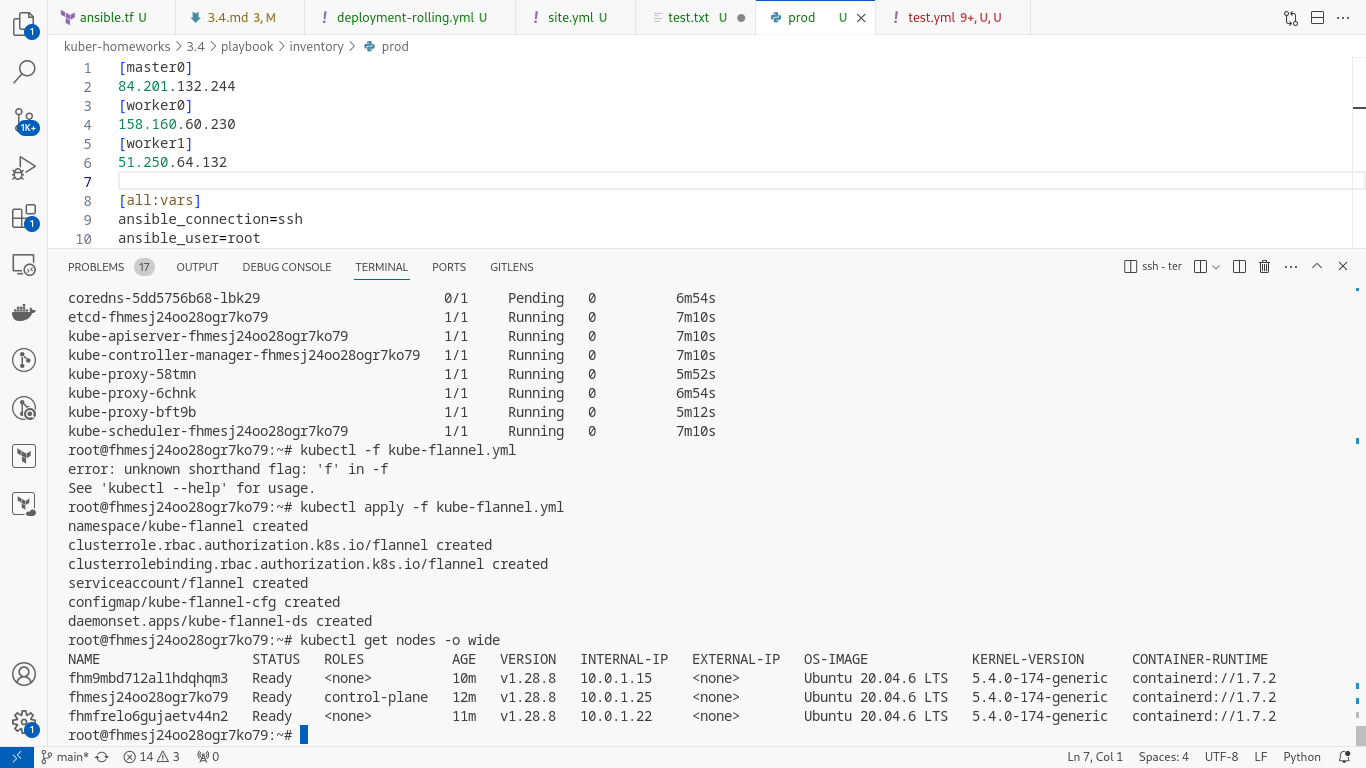 ansible.tf U
3.4.md 3, M
! deployment-rolling.yml U
! site.yml U
test.txt U
prod U
! test.yml 9+, U, U
1
kuber-homeworks > 3.4 > playbook > inventory > prod
1 [master0]
2 84.201.132.244
3 [worker0]
4 158.160.60.230
5 [worker1]
6 51.250.64.132
7
8 [all:vars]
9 ansible_connection=ssh
10 ansible_user=root
1K+
1
1
PROBLEMS 17 OUTPUT DEBUG CONSOLE TERMINAL PORTS GITLENS ssh - ter
coredns-5dd5756b68-lbk29 0/1 Pending 0 6m54s
etcd-fhmesj24oo28ogr7ko79 1/1 Running 0 7m10s
kube-apiserver-fhmesj24oo28ogr7ko79 1/1 Running 0 7m10s
kube-controller-manager-fhmesj24oo28ogr7ko79 1/1 Running 0 7m10s
kube-proxy-58tmn 1/1 Running 0 5m52s
kube-proxy-6chnk 1/1 Running 0 6m54s
kube-proxy-bft9b 1/1 Running 0 5m12s
kube-scheduler-fhmesj24oo28ogr7ko79 1/1 Running 0 7m10s
root@fhmesj24oo28ogr7ko79:~# kubectl -f kube-flannel.yml
error: unknown shorthand flag: 'f' in -f
See 'kubectl --help' for usage.
root@fhmesj24oo28ogr7ko79:~# kubectl apply -f kube-flannel.yml
namespace/kube-flannel created
clusterrole.rbac.authorization.k8s.io/flannel created
clusterrolebinding.rbac.authorization.k8s.io/flannel created
serviceaccount/flannel created
configmap/kube-flannel-cfg created
daemonset.apps/kube-flannel-ds created
root@fhmesj24oo28ogr7ko79:~# kubectl get nodes -o wide
NAME STATUS ROLES AGE VERSION INTERNAL-IP EXTERNAL-IP OS-IMAGE KERNEL-VERSION CONTAINER-RUNTIME
fhm9mbd712al1hdqhqm3 Ready <none> 10m v1.28.8 10.0.1.15 <none> Ubuntu 20.04.6 LTS 5.4.0-174-generic containerd://1.7.2
fhmesj24oo28ogr7ko79 Ready control-plane 12m v1.28.8 10.0.1.25 <none> Ubuntu 20.04.6 LTS 5.4.0-174-generic containerd://1.7.2
fhmfrelo6gujaetv44n2 Ready <none> 11m v1.28.8 10.0.1.22 <none> Ubuntu 20.04.6 LTS 5.4.0-174-generic containerd://1.7.2
root@fhmesj24oo28ogr7ko79:~#
main* 14 3 0 Ln 7, Col 1 Spaces: 4 UTF-8 LF Python